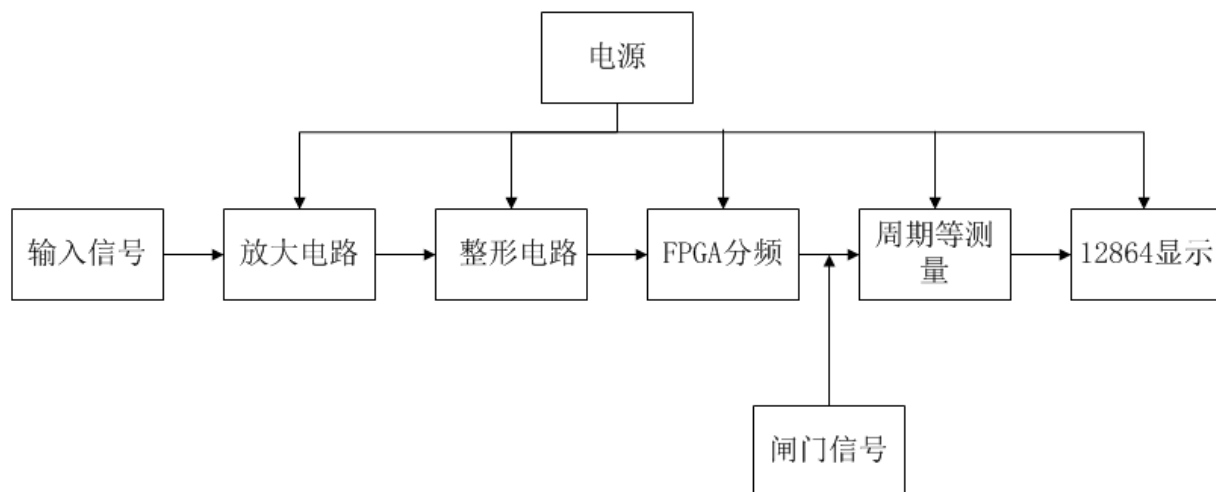 电源
输入信号
放大电路
整形电路
FPGA分频
周期等测
量
12864显示
闸门信号